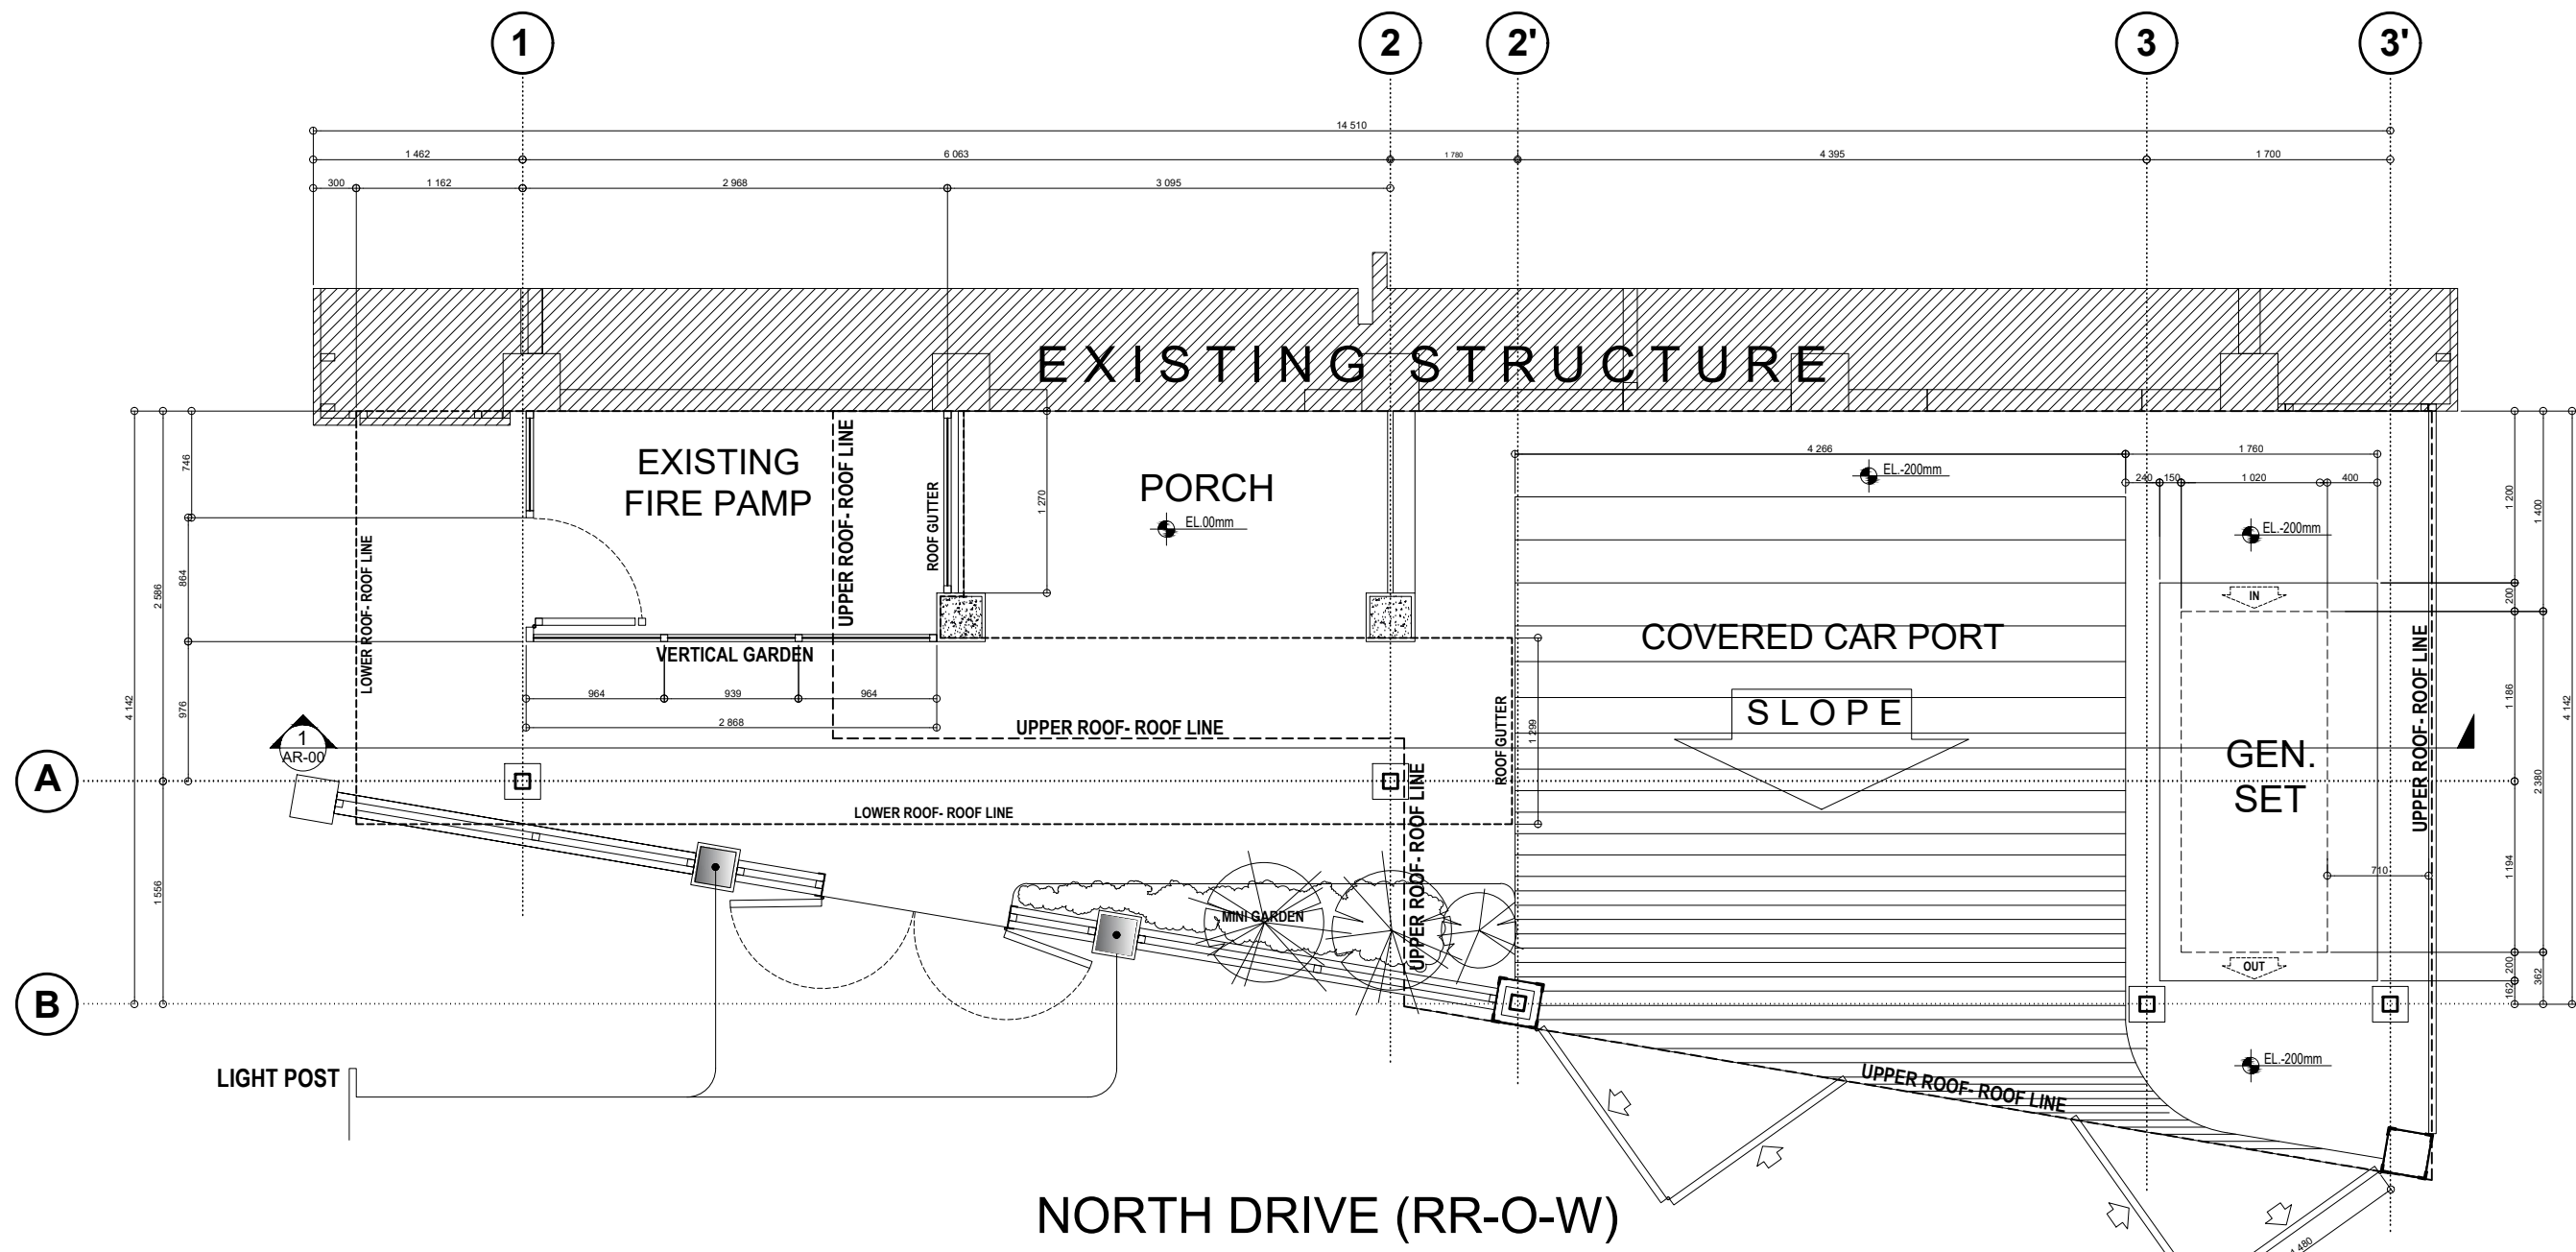 1
2
2'
3
3'
14 510
1 462
6 063
1 780
4 395
1 700
300
1 162
2 968
3 095
EXISTING STRUCTURE
EXISTING
FIRE PAMP
UPPER ROOF- ROOF LINE
ROOF GUTTER
PORCH
EL.00mm
1 270
LOWER ROOF- ROOF LINE
746
864
976
2 586
4 142
1 556
VERTICAL GARDEN
964
939
964
2 868
UPPER ROOF- ROOF LINE
ROOF GUTTER
1 299
4 266
EL.-200mm
1 760
240
150
1 020
400
EL.-200mm
IN
COVERED CAR PORT
SLOPE
GEN.
SET
UPPER ROOF- ROOF LINE
710
OUT
1 200
200
1 186
1 194
200
162
1 400
2 380
362
4 142
1
AR-00
A
LOWER ROOF- ROOF LINE
UPPER ROOF- ROOF LINE
MINI GARDEN
B
LIGHT POST
EL.-200mm
UPPER ROOF- ROOF LINE
NORTH DRIVE (RR-O-W)
1 480